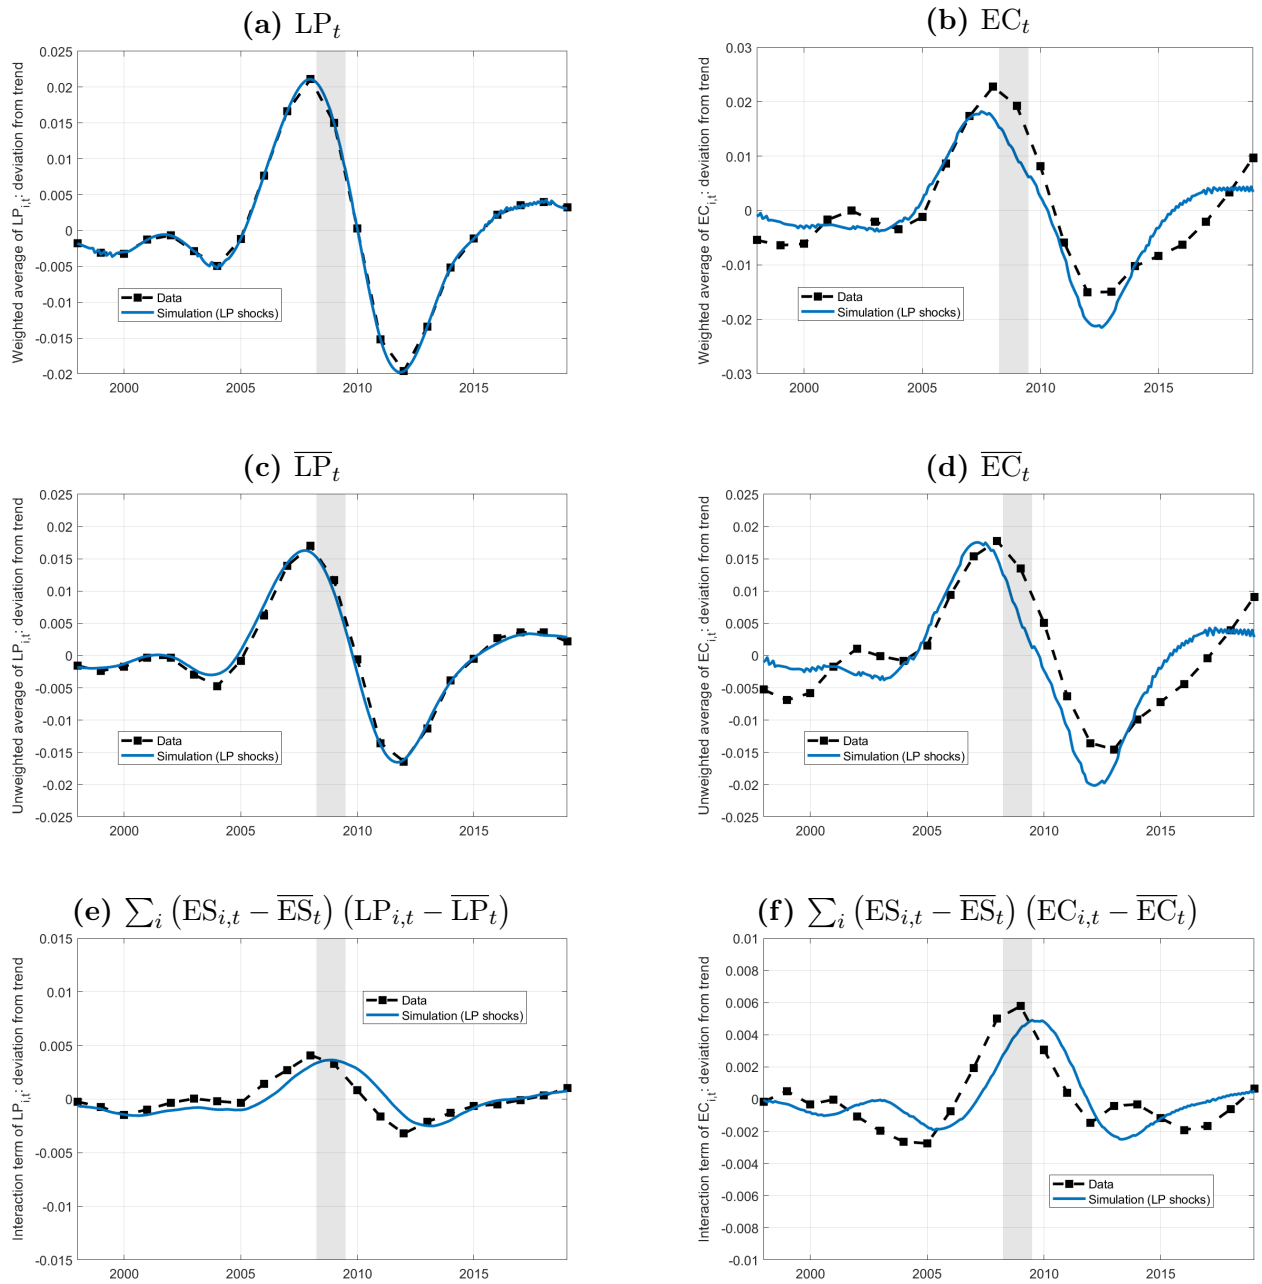 (a) LP_t
Weighted average of LP_{i,t}: deviation from trend
0.025
0.02
0.015
0.01
0.005
0
-0.005
-0.01
-0.015
-0.02
2000 2005 2010 2015
Data
Simulation (LP shocks)
(b) EC_t
Weighted average of EC_{i,t}: deviation from trend
0.03
0.02
0.01
0
-0.01
-0.02
-0.03
2000 2005 2010 2015
Data
Simulation (LP shocks)
(c) \overline{LP}_t
Unweighted average of LP_{i,t}: deviation from trend
0.025
0.02
0.015
0.01
0.005
0
-0.005
-0.01
-0.015
-0.02
-0.025
2000 2005 2010 2015
Data
Simulation (LP shocks)
(d) \overline{EC}_t
Unweighted average of EC_{i,t}: deviation from trend
0.025
0.02
0.015
0.01
0.005
0
-0.005
-0.01
-0.015
-0.02
-0.025
2000 2005 2010 2015
Data
Simulation (LP shocks)
(e) ∑_i (ES_{i,t} − \overline{ES}_t) (LP_{i,t} − \overline{LP}_t)
Interaction term of LP_{i,t}: deviation from trend
0.015
0.01
0.005
0
-0.005
-0.01
-0.015
2000 2005 2010 2015
Data
Simulation (LP shocks)
(f) ∑_i (ES_{i,t} − \overline{ES}_t) (EC_{i,t} − \overline{EC}_t)
Interaction term of EC_{i,t}: deviation from trend
0.01
0.008
0.006
0.004
0.002
0
-0.002
-0.004
-0.006
-0.008
-0.01
2000 2005 2010 2015
Data
Simulation (LP shocks)